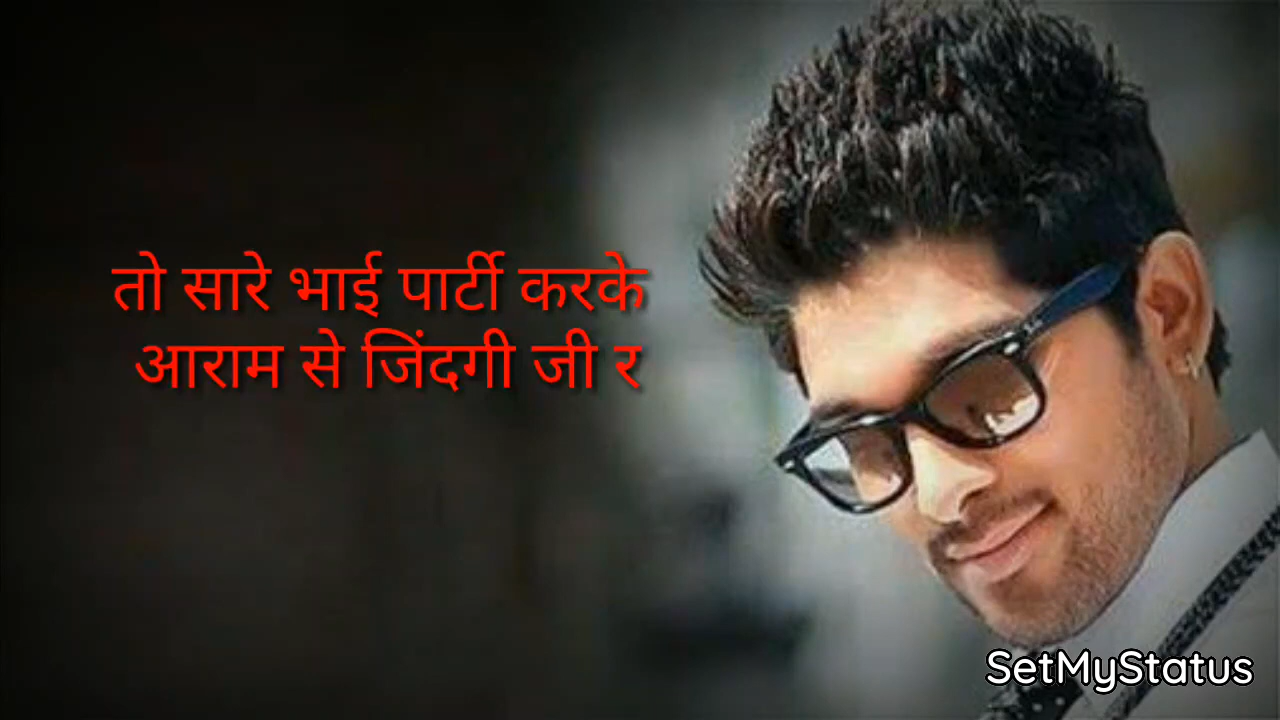 तो सारे भाई पार्टी करके
आराम से जिंदगी जी र
SetMyStatus